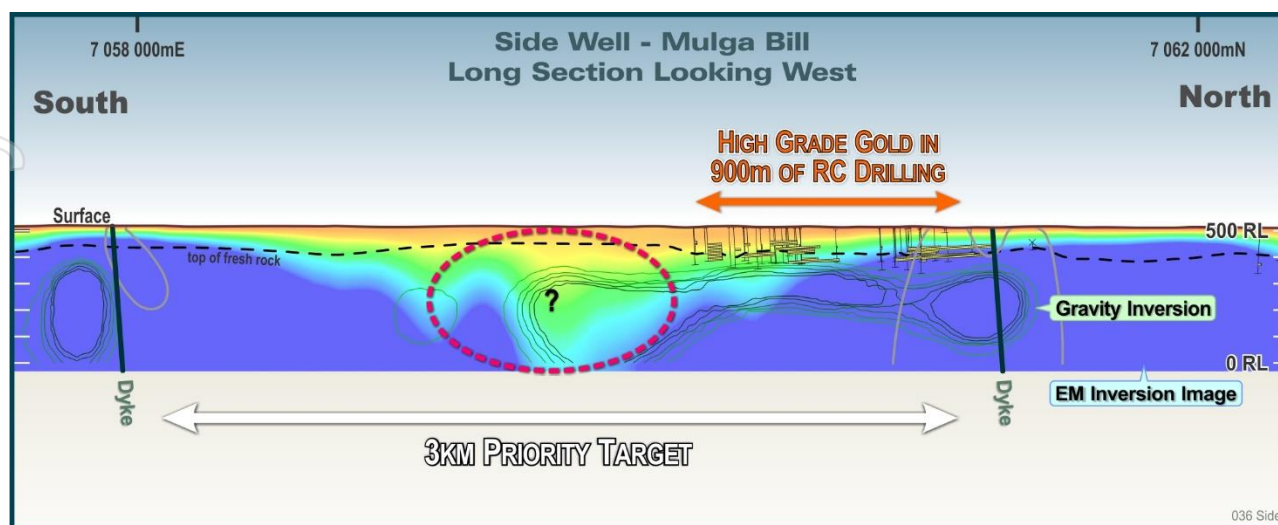 7 058 000mE
7 062 000mN
Side Well - Mulga Bill
Long Section Looking West
South
North
HIGH GRADE GOLD IN
900m OF RC DRILLING
Surface
500 RL
top of fresh rock
?
Gravity Inversion
0 RL
EM Inversion Image
Dyke
Dyke
3KM PRIORITY TARGET
036 Side